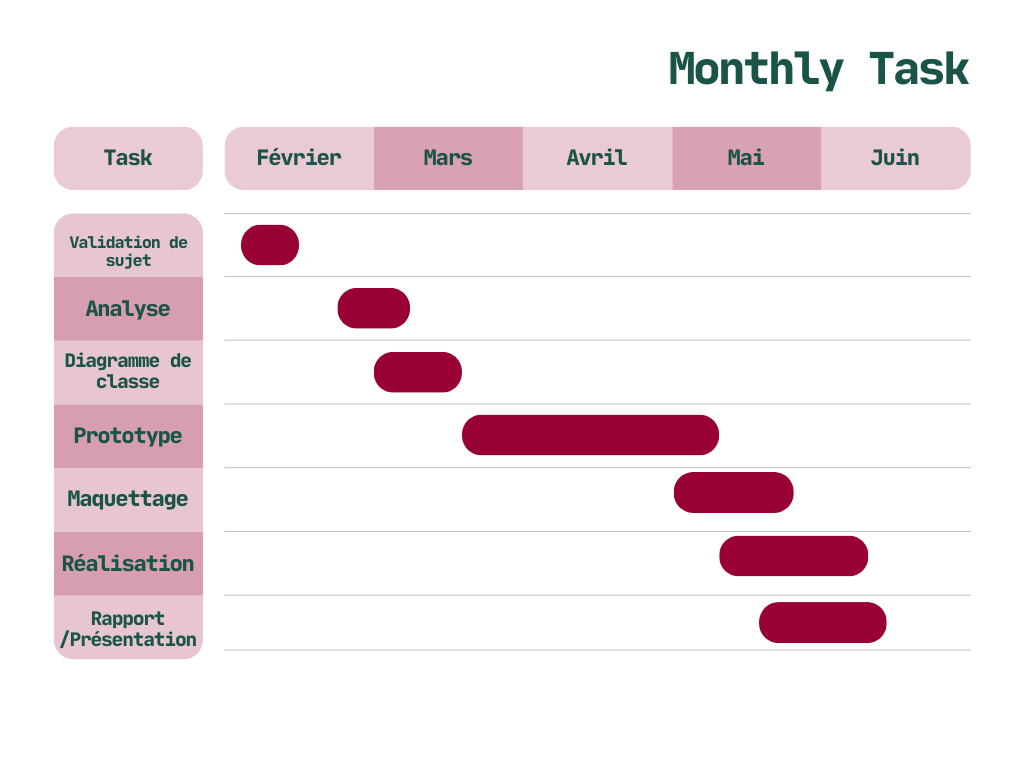 Monthly Task
Task
Février
Mars
Avril
Mai
Juin
Validation de
sujet
Analyse
Diagramme de
classe
Prototype
Maquettage
Réalisation
Rapport
/Présentation